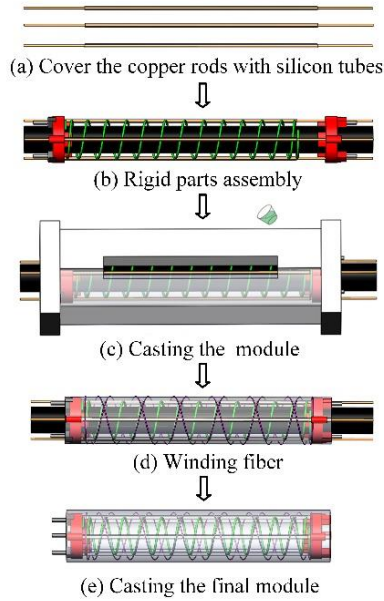 (a) Cover the copper rods with silicon tubes
(b) Rigid parts assembly
(c) Casting the  module
(d) Winding fiber
(e) Casting the final module